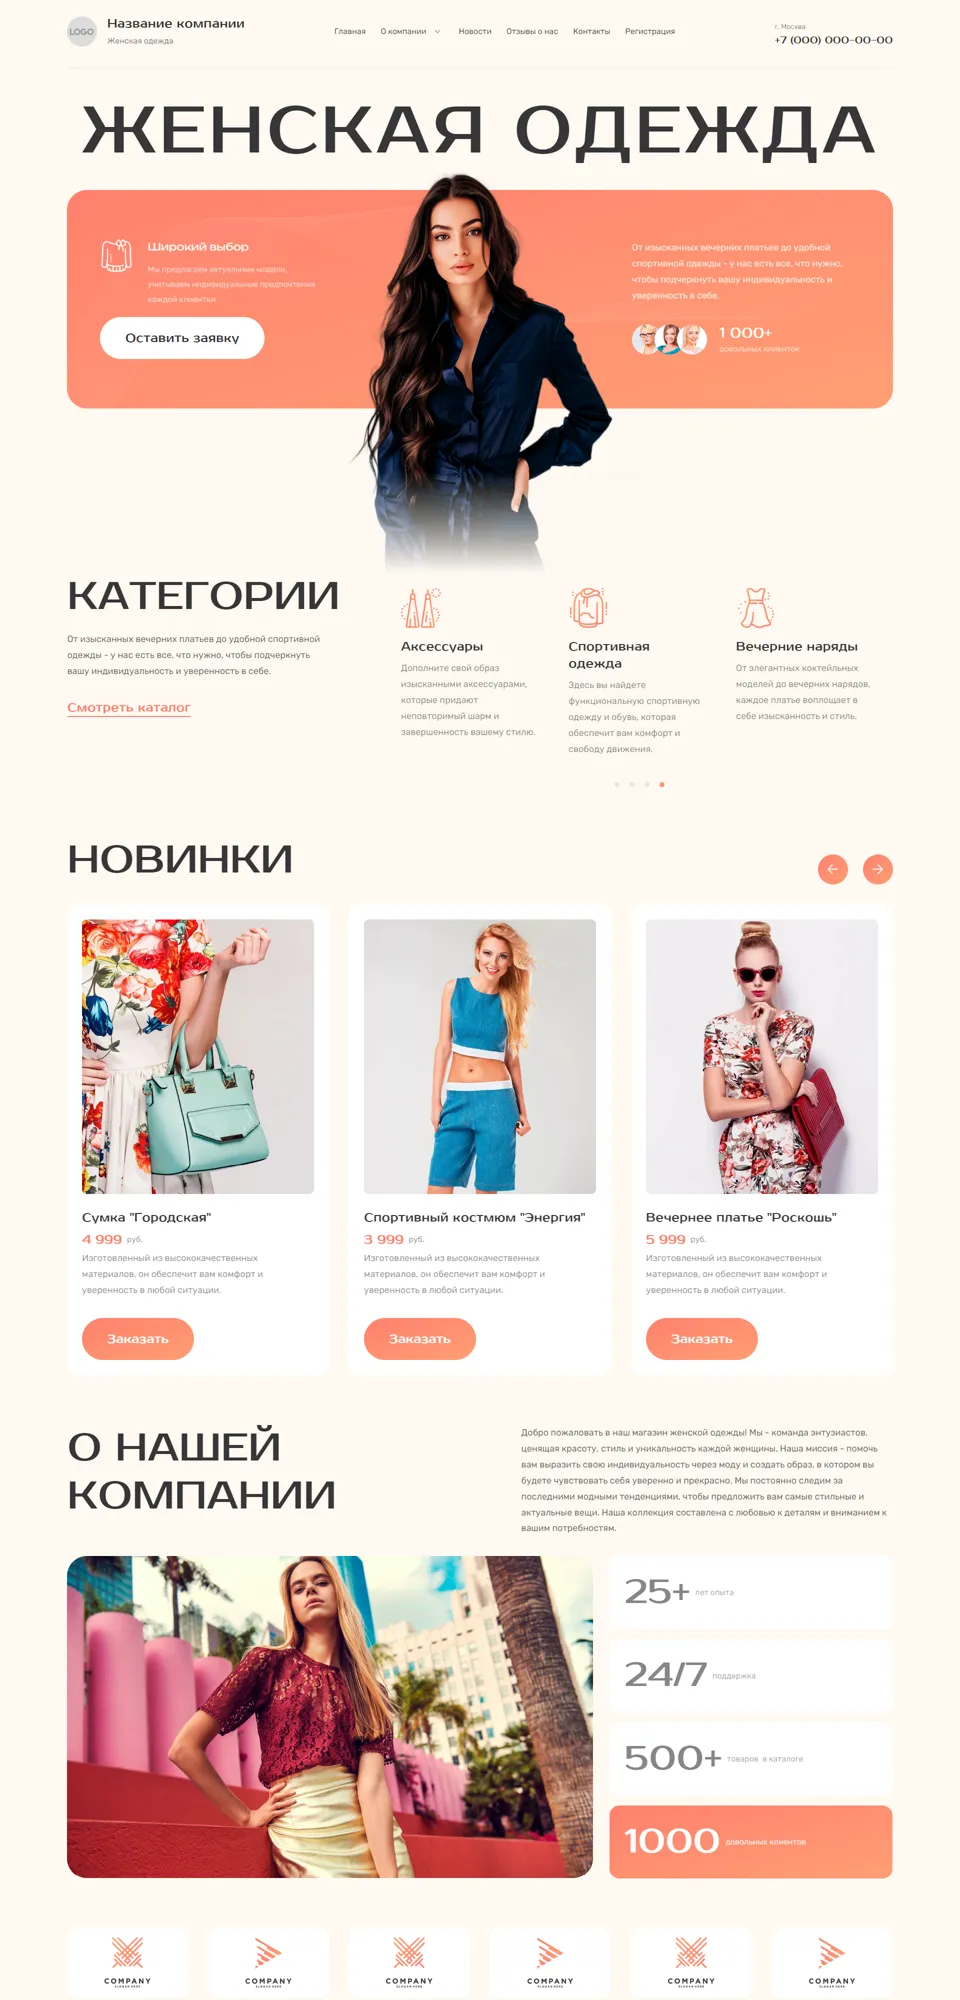 LOGO
Название компании
Женская одежда
Главная
О компании
Новости
Отзывы о нас
Контакты
Регистрация
г. Москва
+7 (000) 000-00-00
ЖЕНСКАЯ ОДЕЖДА
Широкий выбор
Мы предлагаем актуальные модели,
учитываем индивидуальные предпочтения
каждой клиентки
Оставить заявку
От изысканных вечерних платьев до удобной
спортивной одежды - у нас есть все, что нужно,
чтобы подчеркнуть вашу индивидуальность и
уверенность в себе.
1 000+
довольных клиенток
КАТЕГОРИИ
От изысканных вечерних платьев до удобной спортивной
одежды - у нас есть все, что нужно, чтобы подчеркнуть
вашу индивидуальность и уверенность в себе.
Смотреть каталог
Аксессуары
Дополните свой образ
изысканными аксессуарами,
которые придают
неповторимый шарм и
завершенность вашему стилю.
Спортивная
одежда
Здесь вы найдете
функциональную спортивную
одежду и обувь, которая
обеспечит вам комфорт и
свободу движения.
Вечерние наряды
От элегантных коктейльных
моделей до вечерних нарядов,
каждое платье воплощает в
себе изысканность и стиль.
НОВИНКИ
Сумка "Городская"
4 999 руб.
Изготовленный из высококачественных
материалов, он обеспечит вам комфорт и
уверенность в любой ситуации.
Заказать
Спортивный костюм "Энергия"
3 999 руб.
Изготовленный из высококачественных
материалов, он обеспечит вам комфорт и
уверенность в любой ситуации.
Заказать
Вечернее платье "Роскошь"
5 999 руб.
Изготовленный из высококачественных
материалов, он обеспечит вам комфорт и
уверенность в любой ситуации.
Заказать
О НАШЕЙ
КОМПАНИИ
Добро пожаловать в наш магазин женской одежды! Мы - команда энтузиастов,
ценящая красоту, стиль и уникальность каждой женщины. Наша миссия - помочь
вам выразить свою индивидуальность через моду и создать образ, в котором вы
будете чувствовать себя уверенно и прекрасно. Мы постоянно следим за
последними модными тенденциями, чтобы предложить вам самые стильные и
актуальные вещи. Наша коллекция составлена с любовью к деталям и вниманием к
вашим потребностям.
25+ лет опыта
24/7 поддержка
500+ товаров в каталоге
1000 довольных клиентов
COMPANY
SLOGAN HERE
COMPANY
SLOGAN HERE
COMPANY
SLOGAN HERE
COMPANY
SLOGAN HERE
COMPANY
SLOGAN HERE
COMPANY
SLOGAN HERE